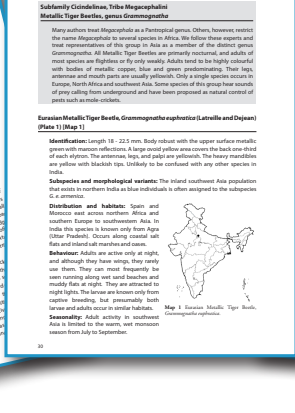 Subfamily Cicindelinae, Tribe Megacephalini
Metallic Tiger Beetles, genus Grammognatha
Many authors treat Megacephala as a Pantropical genus. Others, however, restrict
the name Megacephala to several species in Africa. We follow these experts and
treat representatives of this group in Asia as a member of the distinct genus
Grammognatha. All Metallic Tiger Beetles are primarily nocturnal, and adults of
most species are flightless or fly only weakly. Adults tend to be highly colourful
with bodies of metallic copper, blue and green predominating. Their legs,
antennae and mouth parts are usually yellowish. Only a single species occurs in
Europe, North Africa and southwest Asia. Some species of this group hear sounds
of prey calling from underground and have been proposed as natural control of
pests such as mole-crickets.
Eurasian Metallic Tiger Beetle, Grammognatha euphratica (Latreille and Dejean)
(Plate 1) [Map 1]
Identification: Length 18 - 22.5 mm. Body robust with the upper surface metallic
green with maroon reflections. A large ovoid yellow area covers the back one-third
of each elytron. The antennae, legs, and palpi are yellowish. The heavy mandibles
are yellow with blackish tips. Unlikely to be confused with any other species in
India.
Subspecies and morphological variants: The inland southwest Asia population
that exists in northern India as blue individuals is often assigned to the subspecies
G. e. armenica.
Distribution and habitats: Spain and
Morocco east across northern Africa and
southern Europe to southwestern Asia. In
India this species is known only from Agra
(Uttar Pradesh). Occurs along coastal salt
flats and inland salt marshes and oases.
Behaviour: Adults are active only at night,
and although they have wings, they rarely
use them. They can most frequently be
seen running along wet sand beaches and
muddy flats at night. They are attracted to
night lights. The larvae are known only from
captive breeding, but presumably both
larvae and adults occur in similar habitats.
Seasonality: Adult activity in southwest
Asia is limited to the warm, wet monsoon
season from July to September.
Map 1 Eurasian Metallic Tiger Beetle,
Grammognatha euphratica.
30